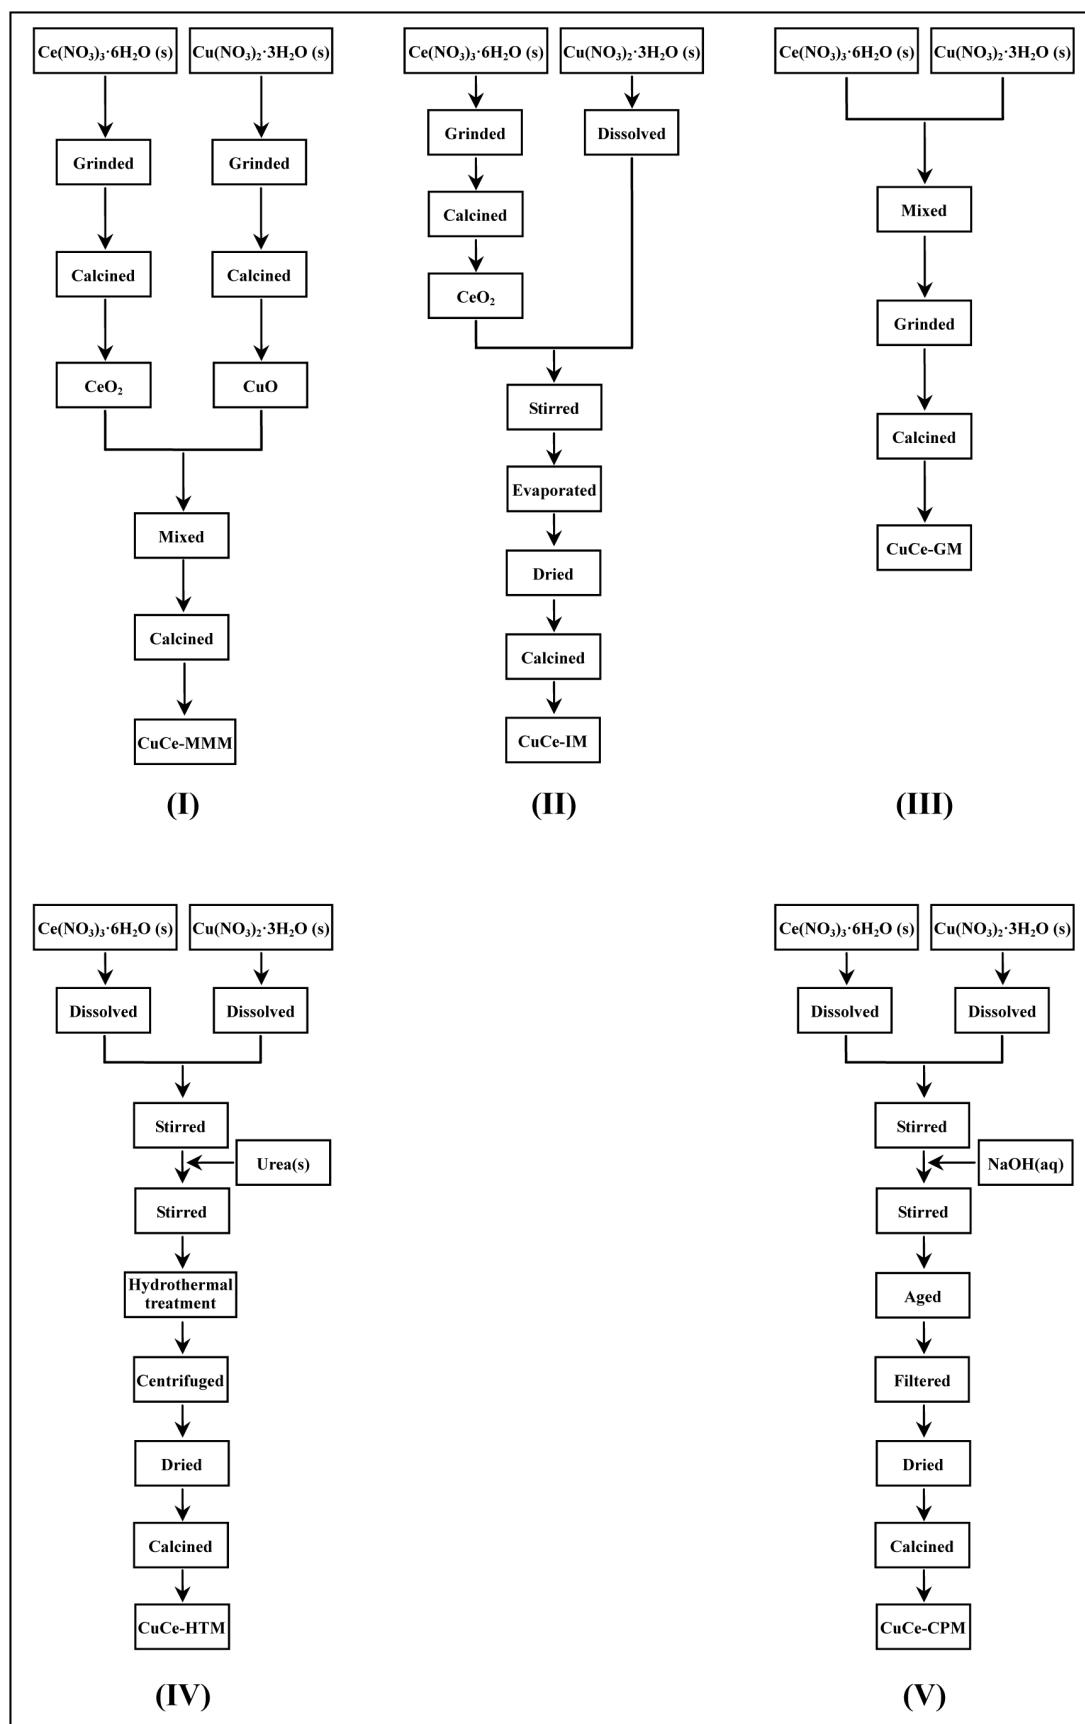 Ce(NO₃)₃·6H₂O (s)
Cu(NO₃)₂·3H₂O (s)
Grinded
Grinded
Calcined
Calcined
CeO₂
CuO
Mixed
Calcined
CuCe-MMM
(I)
Ce(NO₃)₃·6H₂O (s)
Cu(NO₃)₂·3H₂O (s)
Grinded
Dissolved
Calcined
CeO₂
Stirred
Evaporated
Dried
Calcined
CuCe-IM
(II)
Ce(NO₃)₃·6H₂O (s)
Cu(NO₃)₂·3H₂O (s)
Mixed
Grinded
Calcined
CuCe-GM
(III)
Ce(NO₃)₃·6H₂O (s)
Cu(NO₃)₂·3H₂O (s)
Dissolved
Dissolved
Stirred
Urea(s)
Stirred
Hydrothermal
treatment
Centrifuged
Dried
Calcined
CuCe-HTM
(IV)
Ce(NO₃)₃·6H₂O (s)
Cu(NO₃)₂·3H₂O (s)
Dissolved
Dissolved
Stirred
NaOH(aq)
Stirred
Aged
Filtered
Dried
Calcined
CuCe-CPM
(V)